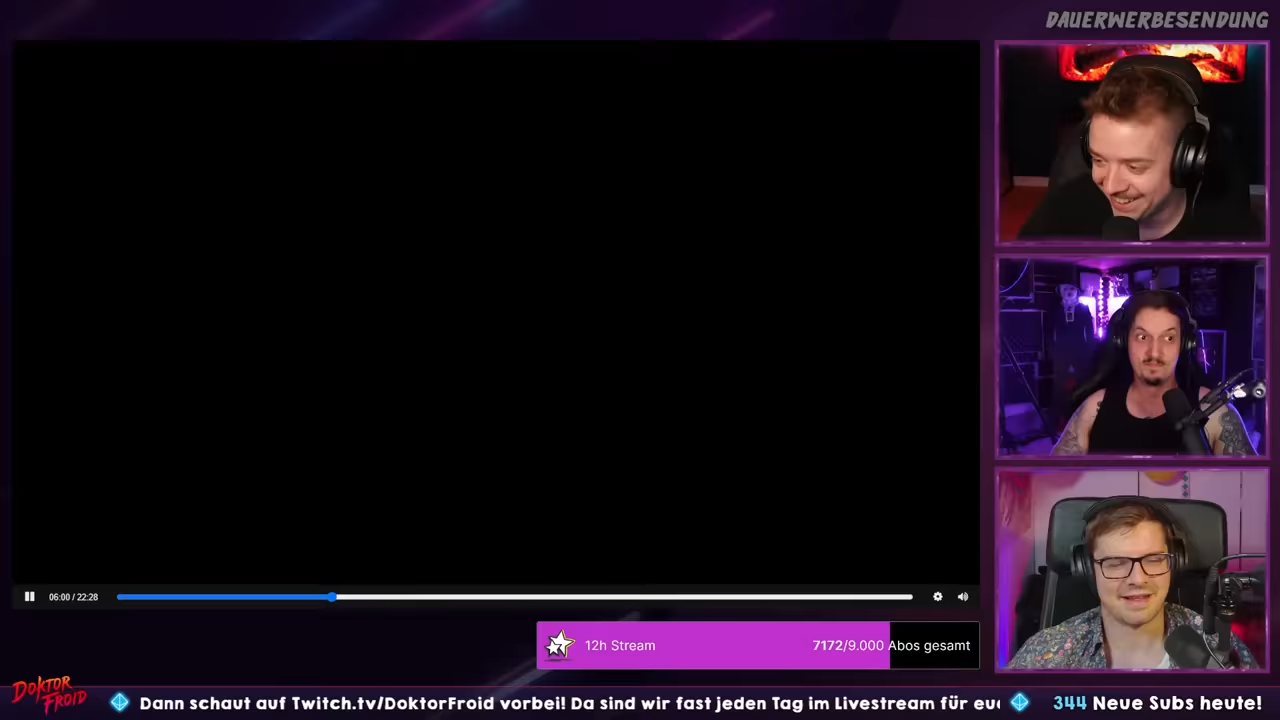 DAUERWERBESENDUNG
06:00 / 22:28
12h Stream
7172/9.000 Abos gesamt
DOKTOR
FROID
Dann schaut auf Twitch.tv/DoktorFroid vorbei! Da sind wir fast jeden Tag im Livestream für eu
344 Neue Subs heute!